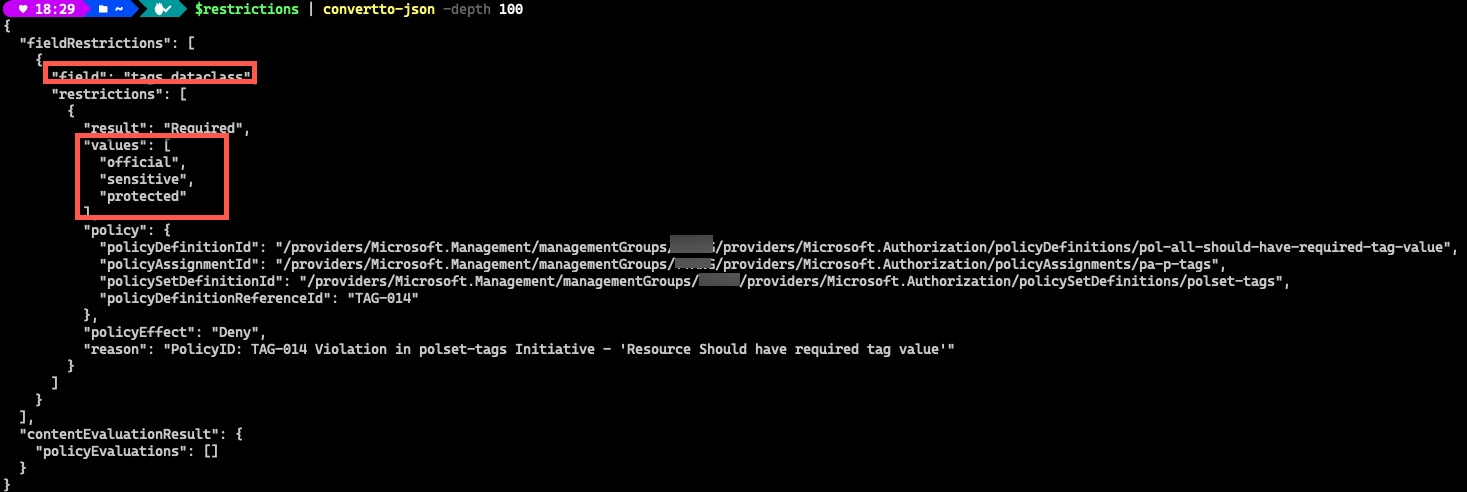 18:29 ~ $restrictions | convertto-json -depth 100
{
"fieldRestrictions": [
{
"field": "tags.dataclass"
"restrictions": [
{
"result": "Required",
"values": [
"official",
"sensitive",
"protected"
],
"policy": {
"policyDefinitionId": "/providers/Microsoft.Management/managementGroups/ /providers/Microsoft.Authorization/policyDefinitions/pol-all-should-have-required-tag-value",
"policyAssignmentId": "/providers/Microsoft.Management/managementGroups/ /providers/Microsoft.Authorization/policyAssignments/pa-p-tags",
"policySetDefinitionId": "/providers/Microsoft.Management/managementGroups/ /providers/Microsoft.Authorization/policySetDefinitions/polset-tags",
"policyDefinitionReferenceId": "TAG-014"
},
"policyEffect": "Deny",
"reason": "PolicyID: TAG-014 Violation in polset-tags Initiative - 'Resource Should have required tag value'"
}
]
}
],
"contentEvaluationResult": {
"policyEvaluations": []
}
}